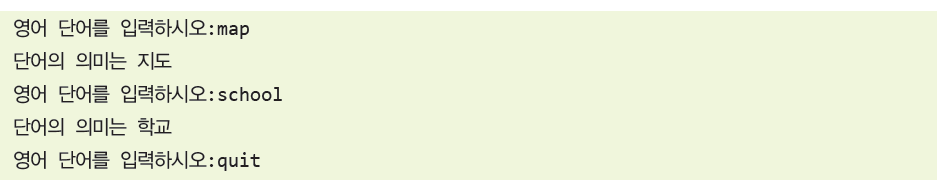 영어 단어를 입력하시오:map
단어의 의미는 지도
영어 단어를 입력하시오:school
단어의 의미는 학교
영어 단어를 입력하시오:quit